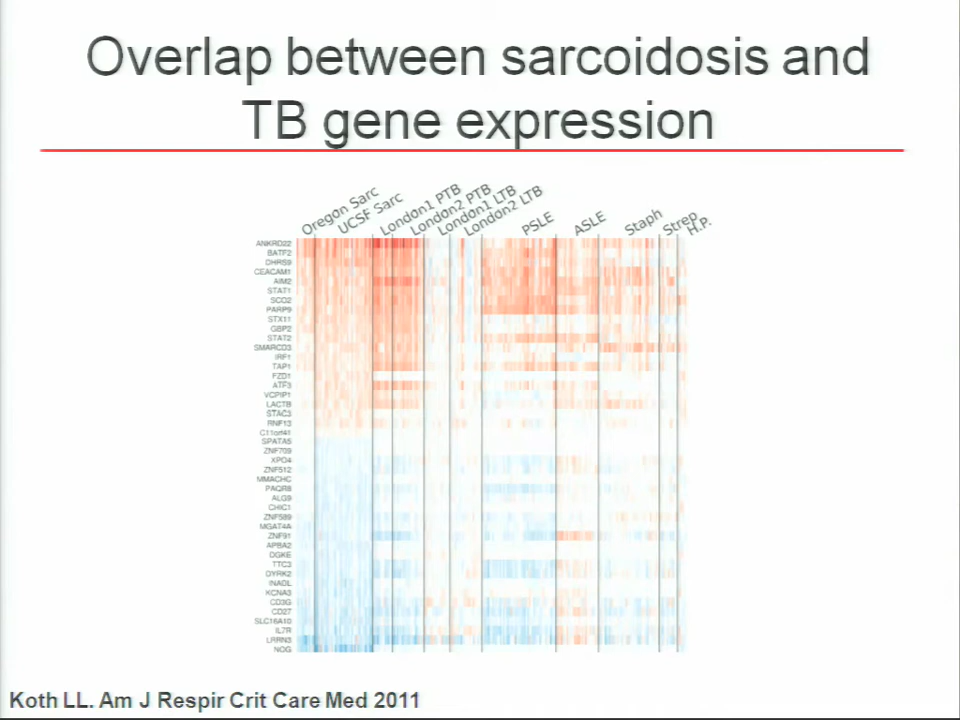 Overlap between sarcoidosis and
TB gene expression
Oregon Sarc
UCSF Sarc
London1 PTB
London2 PTB
London1 LTB
London2 LTB
PSLE
ASLE
Staph
Strep
H.P.
ANKRD22
BATF2
DHRS9
CEACAM1
AIM2
STAT1
SCO2
PARP9
STX11
GBP2
STAT2
SMARCD3
IRF1
TAP1
FZD1
ATF3
VCPIP1
LACTB
STAC3
RNF13
C11orf41
SPATA5
ZNF709
XPO4
ZNF512
MMACHC
PAQR8
ALG9
CHIC1
ZNF589
MGAT4A
ZNF91
APBA2
DGKE
TTC3
DYRK2
INADL
KCNA3
CD3G
CD27
SLC16A10
IL7R
LRRN3
NOG
Koth LL. Am J Respir Crit Care Med 2011